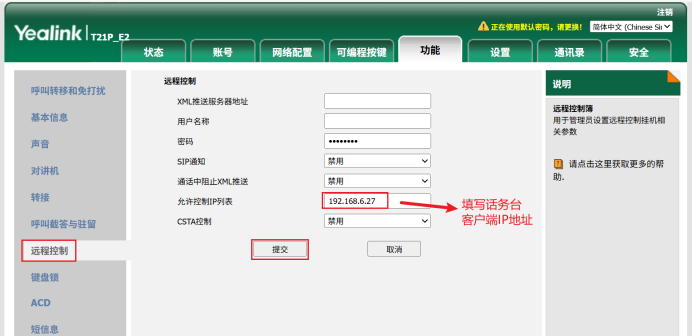 注销
Yealink T21P_E2
正在使用默认密码，请更换!
简体中文 (Chinese Si
状态 账号 网络配置 可编程按键 功能 设置 通讯录 安全
呼叫转移和免打扰
基本信息
声音
对讲机
转接
呼叫截答与驻留
远程控制
键盘锁
ACD
短信息
远程控制
XML推送服务器地址
用户名称
密码 ••••••••
SIP通知 禁用
通话中阻止XML推送 禁用
允许控制IP列表 192.168.6.27
CSTA控制 禁用
提交 取消
填写话务台
客户端IP地址
说明
远程控制簿
用于管理员设置远程控制挂机相
关参数
请点击这里获取更多的帮
助.